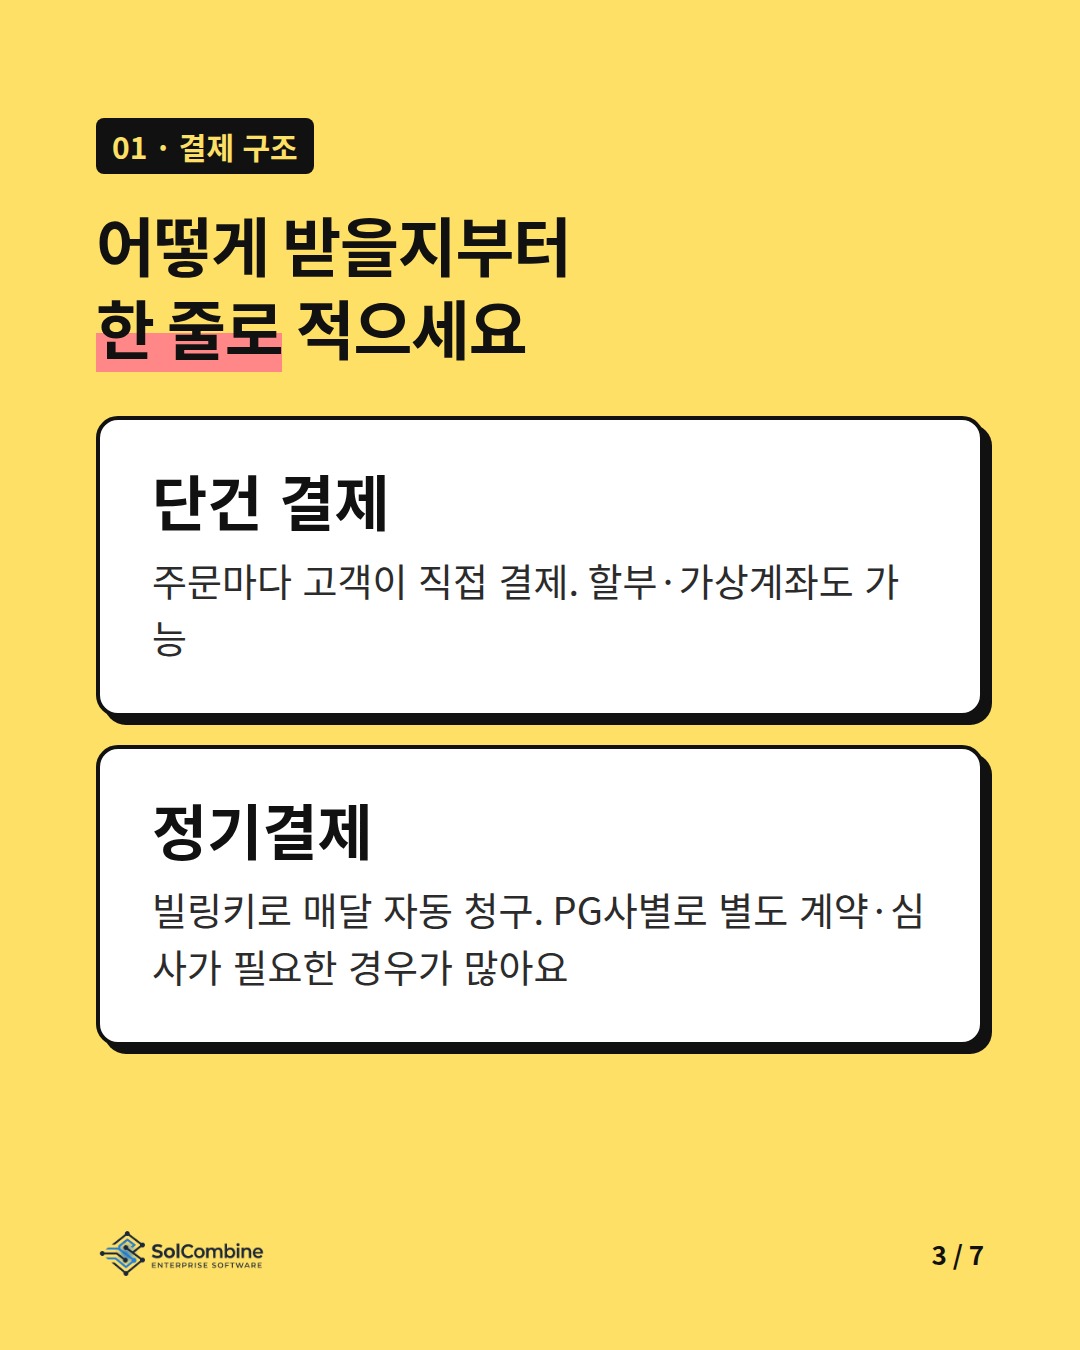 01 · 결제 구조
어떻게 받을지부터
한 줄로 적으세요
단건 결제
주문마다 고객이 직접 결제. 할부·가상계좌도 가
능
정기결제
빌링키로 매달 자동 청구. PG사별로 별도 계약·심
사가 필요한 경우가 많아요
SolCombine
ENTERPRISE SOFTWARE
3 / 7